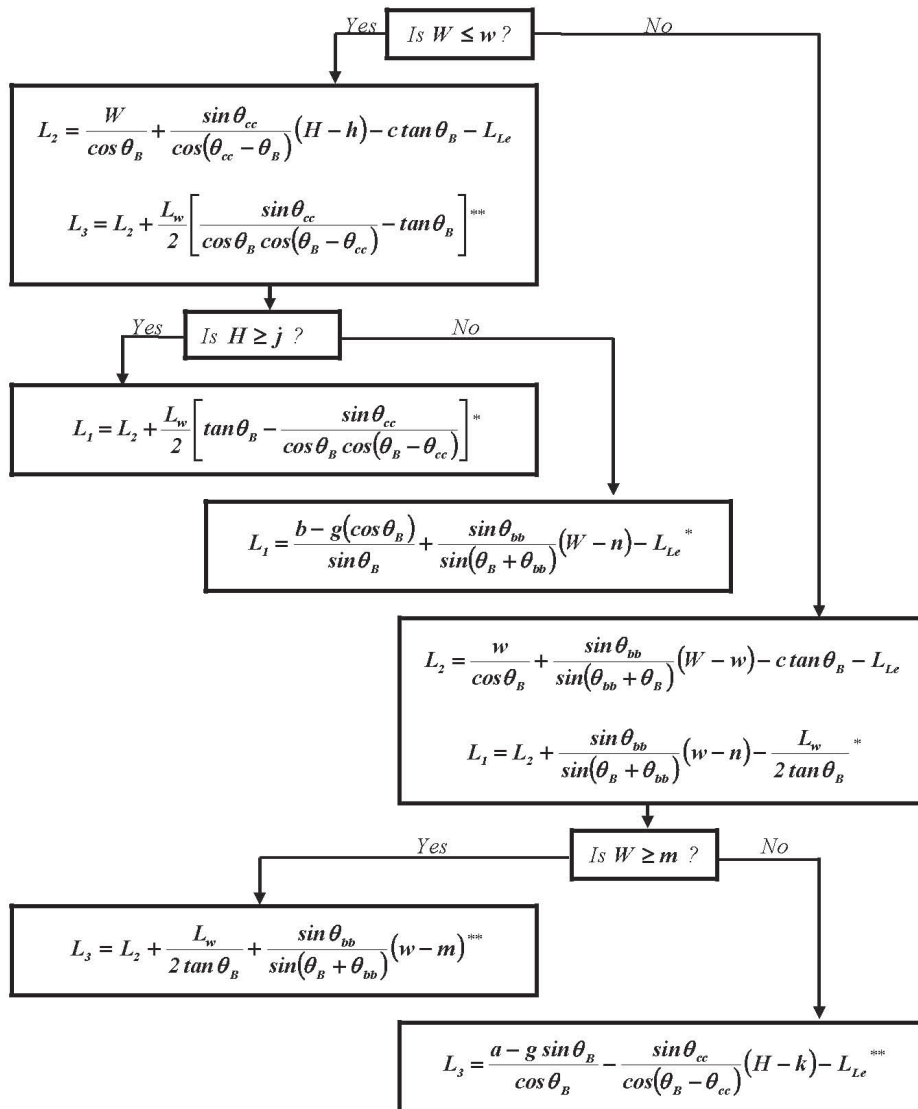 Is W ≤ w ?
Yes
No
L₂ = W/cos θ_B + sin θ_cc/cos(θ_cc − θ_B) (H − h) − c tan θ_B − L_Le
L₃ = L₂ + L_w/2 [sin θ_cc/(cos θ_B cos(θ_B − θ_cc)) − tan θ_B]**
Is H ≥ j ?
Yes
No
L₁ = L₂ + L_w/2 [tan θ_B − sin θ_cc/(cos θ_B cos(θ_B − θ_cc))]*
L₁ = (b − g(cos θ_B))/sin θ_B + sin θ_bb/sin(θ_B + θ_bb) (W − n) − L_Le*
L₂ = w/cos θ_B + sin θ_bb/sin(θ_bb + θ_B) (W − w) − c tan θ_B − L_Le
L₁ = L₂ + sin θ_bb/sin(θ_B + θ_bb) (w − n) − L_w/(2 tan θ_B)*
Is W ≥ m ?
Yes
No
L₃ = L₂ + L_w/(2 tan θ_B) + sin θ_bb/sin(θ_B + θ_bb) (w − m)**
L₃ = (a − g sin θ_B)/cos θ_B − sin θ_cc/cos(θ_B − θ_cc) (H − k) − L_Le**